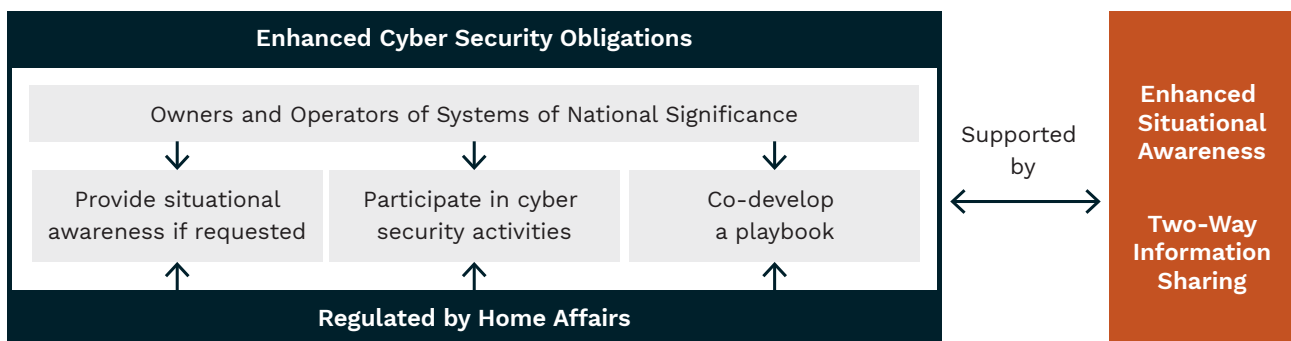 Enhanced Cyber Security Obligations
Owners and Operators of Systems of National Significance
Provide situational
awareness if requested
Participate in cyber
security activities
Co-develop
a playbook
Regulated by Home Affairs
Supported
by
Enhanced
Situational
Awareness
Two-Way
Information
Sharing